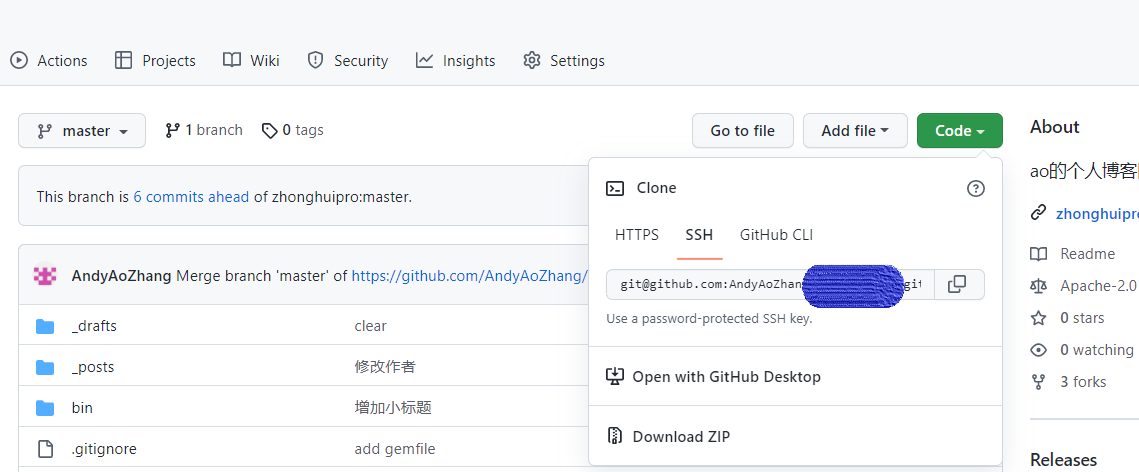 Actions Projects Wiki Security Insights Settings
master 1 branch 0 tags Go to file Add file Code
About
This branch is 6 commits ahead of zhonghuipro:master.
ao的个人博客
Clone
HTTPS SSH GitHub CLI
git@github.com:AndyAoZhang
git
Use a password-protected SSH key.
Open with GitHub Desktop
Download ZIP
AndyAoZhang Merge branch 'master' of https://github.com/AndyAoZhang/
_drafts clear
_posts 修改作者
bin 增加小标题
.gitignore add gemfile
zhonghuipro
Readme
Apache-2.0
0 stars
0 watching
3 forks
Releases